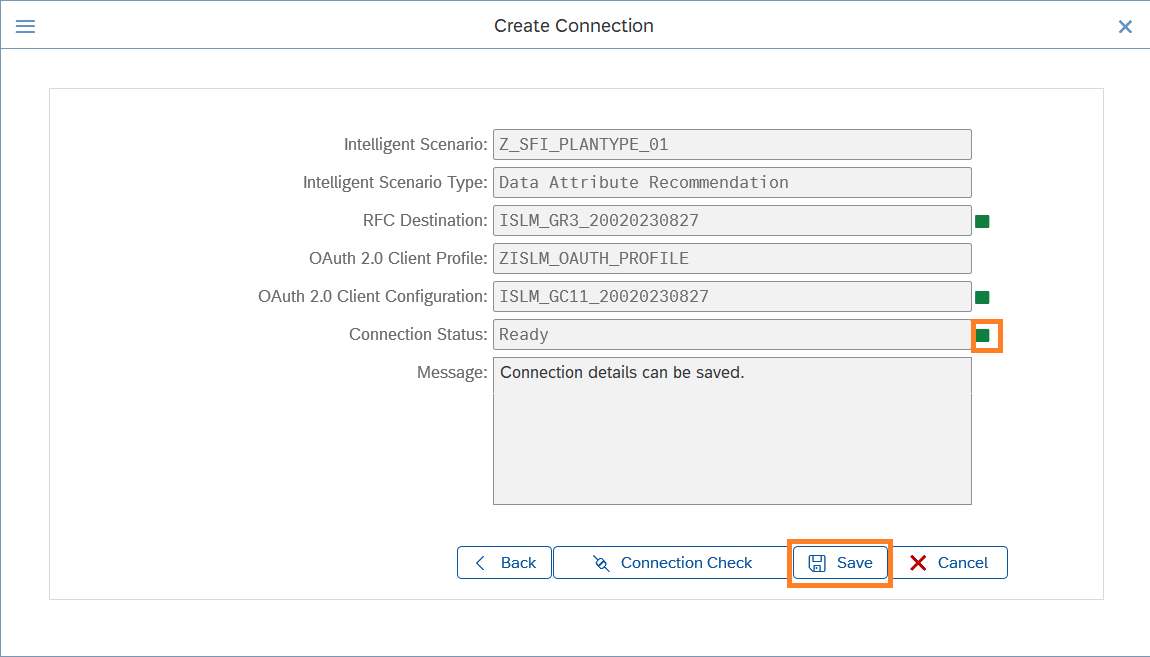 Create Connection
Intelligent Scenario: Z_SFI_PLANTYPE_01
Intelligent Scenario Type: Data Attribute Recommendation
RFC Destination: ISLM_GR3_20020230827
OAuth 2.0 Client Profile: ZISLM_OAUTH_PROFILE
OAuth 2.0 Client Configuration: ISLM_GC11_20020230827
Connection Status: Ready
Message: Connection details can be saved.
Back Connection Check Save Cancel